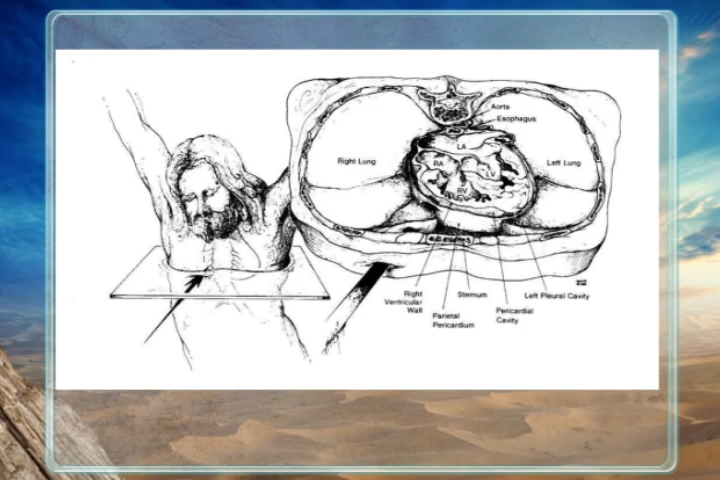 Aorta
Esophagus
LA
Right Lung
RA
Left Lung
LV
RV
Right
Ventricular
Wall
Sternum
Parietal
Pericardium
Pericardial
Cavity
Left Pleural Cavity